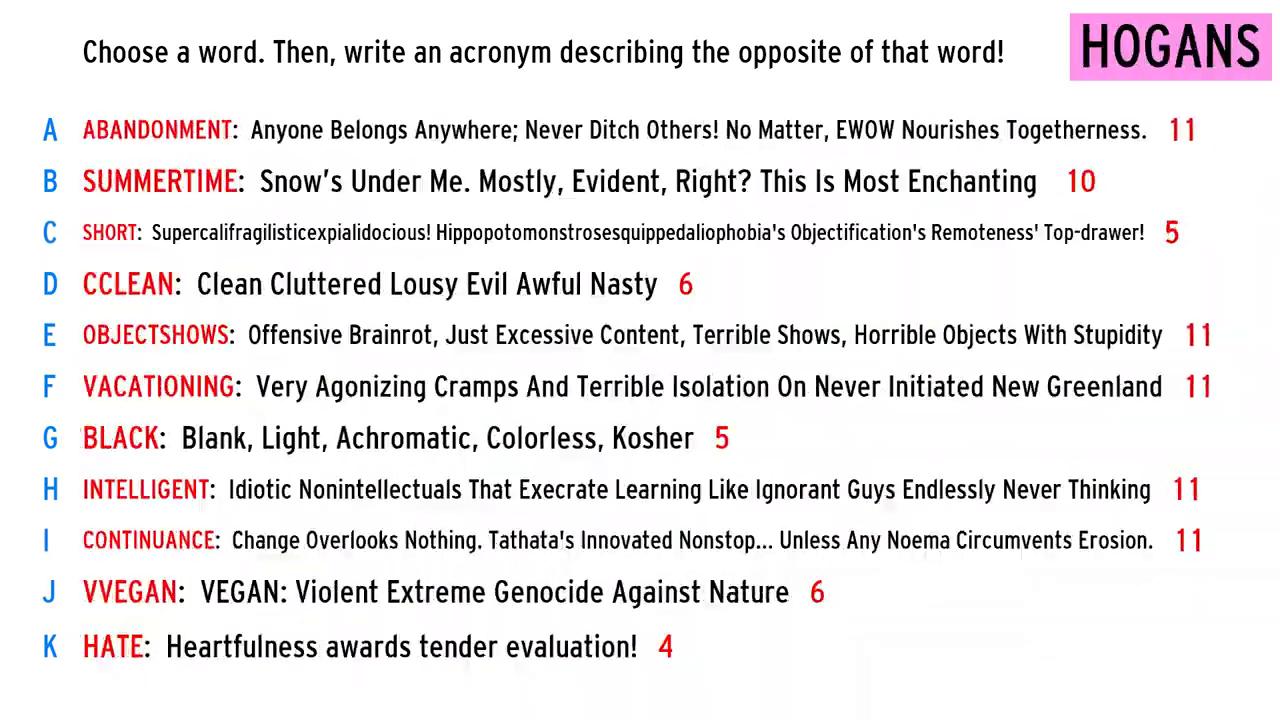 Choose a word. Then, write an acronym describing the opposite of that word!
HOGANS
A ABANDONMENT: Anyone Belongs Anywhere; Never Ditch Others! No Matter, EWOW Nourishes Togetherness. 11
B SUMMERTIME: Snow's Under Me. Mostly, Evident, Right? This Is Most Enchanting 10
C SHORT: Supercalifragilisticexpialidocious! Hippopotomonstrosesquippedaliophobia's Objectification's Remoteness' Top-drawer! 5
D CCLEAN: Clean Cluttered Lousy Evil Awful Nasty 6
E OBJECTSHOWS: Offensive Brainrot, Just Excessive Content, Terrible Shows, Horrible Objects With Stupidity 11
F VACATIONING: Very Agonizing Cramps And Terrible Isolation On Never Initiated New Greenland 11
G BLACK: Blank, Light, Achromatic, Colorless, Kosher 5
H INTELLIGENT: Idiotic Nonintellectuals That Execrate Learning Like Ignorant Guys Endlessly Never Thinking 11
I CONTINUANCE: Change Overlooks Nothing. Tathata's Innovated Nonstop... Unless Any Noema Circumvents Erosion. 11
J VVEGAN: VEGAN: Violent Extreme Genocide Against Nature 6
K HATE: Heartfulness awards tender evaluation! 4